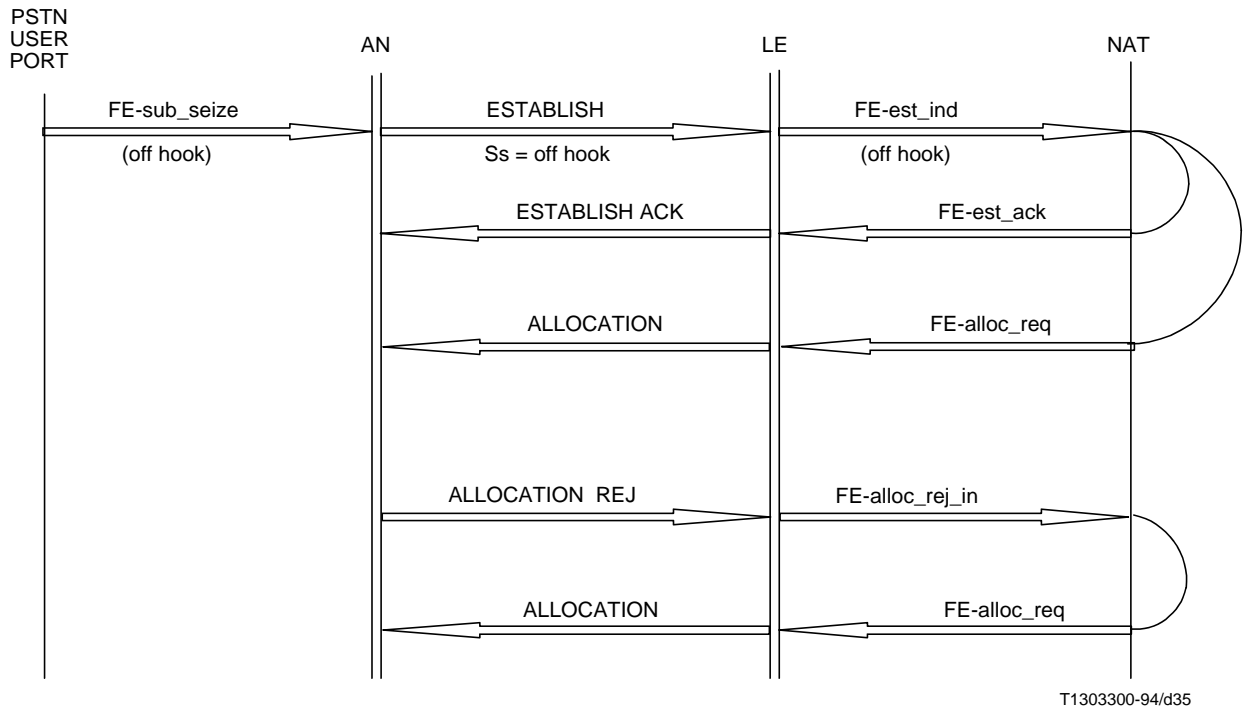 PSTN
USER
PORT
AN
LE
NAT
FE-sub_seize
ESTABLISH
FE-est_ind
(off hook)
Ss = off hook
(off hook)
ESTABLISH ACK
FE-est_ack
ALLOCATION
FE-alloc_req
ALLOCATION REJ
FE-alloc_rej_in
ALLOCATION
FE-alloc_req
T1303300-94/d35